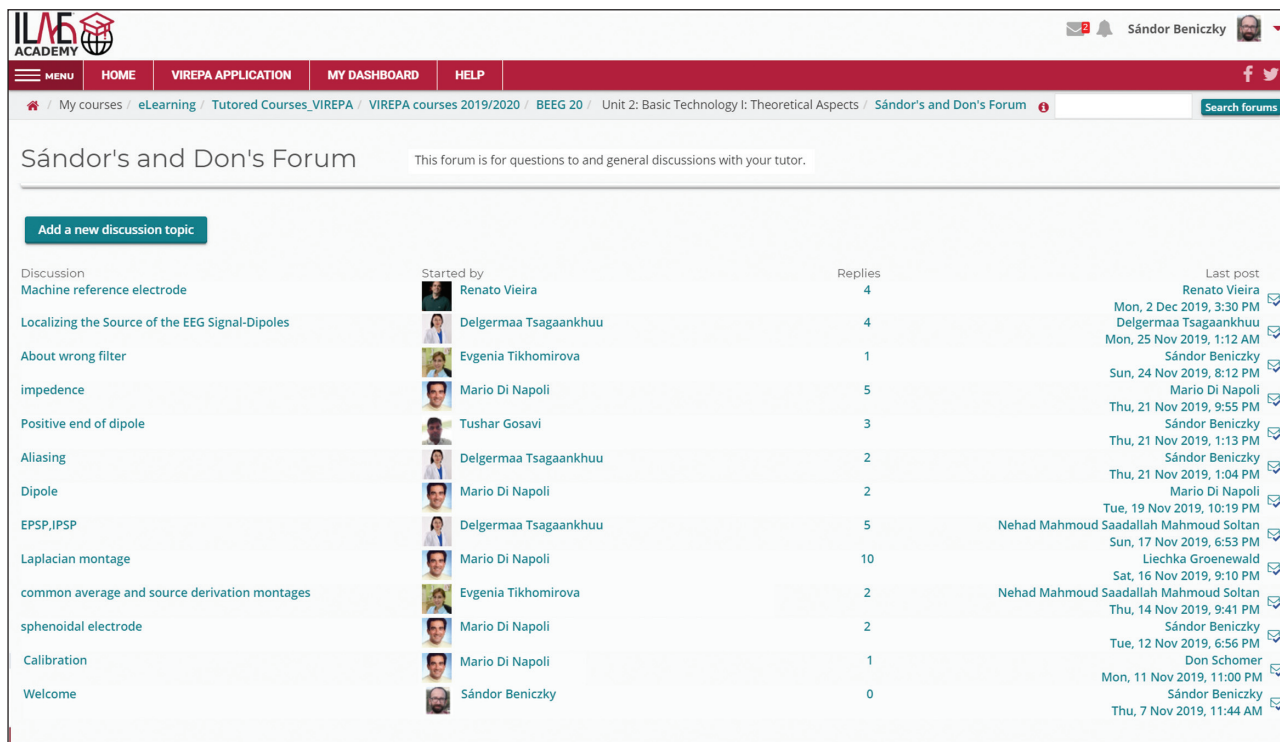 ILAE
ACADEMY
2 Sándor Beniczky
MENU HOME VIREPA APPLICATION MY DASHBOARD HELP
/ My courses / eLearning / Tutored Courses_VIREPA / VIREPA courses 2019/2020 / BEEG 20 / Unit 2: Basic Technology I: Theoretical Aspects / Sándor's and Don's Forum Search forums
Sándor's and Don's Forum This forum is for questions to and general discussions with your tutor.
Add a new discussion topic
Discussion Started by Replies Last post
Machine reference electrode Renato Vieira 4 Renato Vieira
Mon, 2 Dec 2019, 3:30 PM
Localizing the Source of the EEG Signal-Dipoles Delgermaa Tsagaankhuu 4 Delgermaa Tsagaankhuu
Mon, 25 Nov 2019, 1:12 AM
About wrong filter Evgenia Tikhomirova 1 Sándor Beniczky
Sun, 24 Nov 2019, 8:12 PM
impedence Mario Di Napoli 5 Mario Di Napoli
Thu, 21 Nov 2019, 9:55 PM
Positive end of dipole Tushar Gosavi 3 Sándor Beniczky
Thu, 21 Nov 2019, 1:13 PM
Aliasing Delgermaa Tsagaankhuu 2 Sándor Beniczky
Thu, 21 Nov 2019, 1:04 PM
Dipole Mario Di Napoli 2 Mario Di Napoli
Tue, 19 Nov 2019, 10:19 PM
EPSP,IPSP Delgermaa Tsagaankhuu 5 Nehad Mahmoud Saadallah Mahmoud Soltan
Sun, 17 Nov 2019, 6:53 PM
Laplacian montage Mario Di Napoli 10 Liechka Groenewald
Sat, 16 Nov 2019, 9:10 PM
common average and source derivation montages Evgenia Tikhomirova 2 Nehad Mahmoud Saadallah Mahmoud Soltan
Thu, 14 Nov 2019, 9:41 PM
sphenoidal electrode Mario Di Napoli 2 Sándor Beniczky
Tue, 12 Nov 2019, 6:56 PM
Calibration Mario Di Napoli 1 Don Schomer
Mon, 11 Nov 2019, 11:00 PM
Welcome Sándor Beniczky 0 Sándor Beniczky
Thu, 7 Nov 2019, 11:44 AM